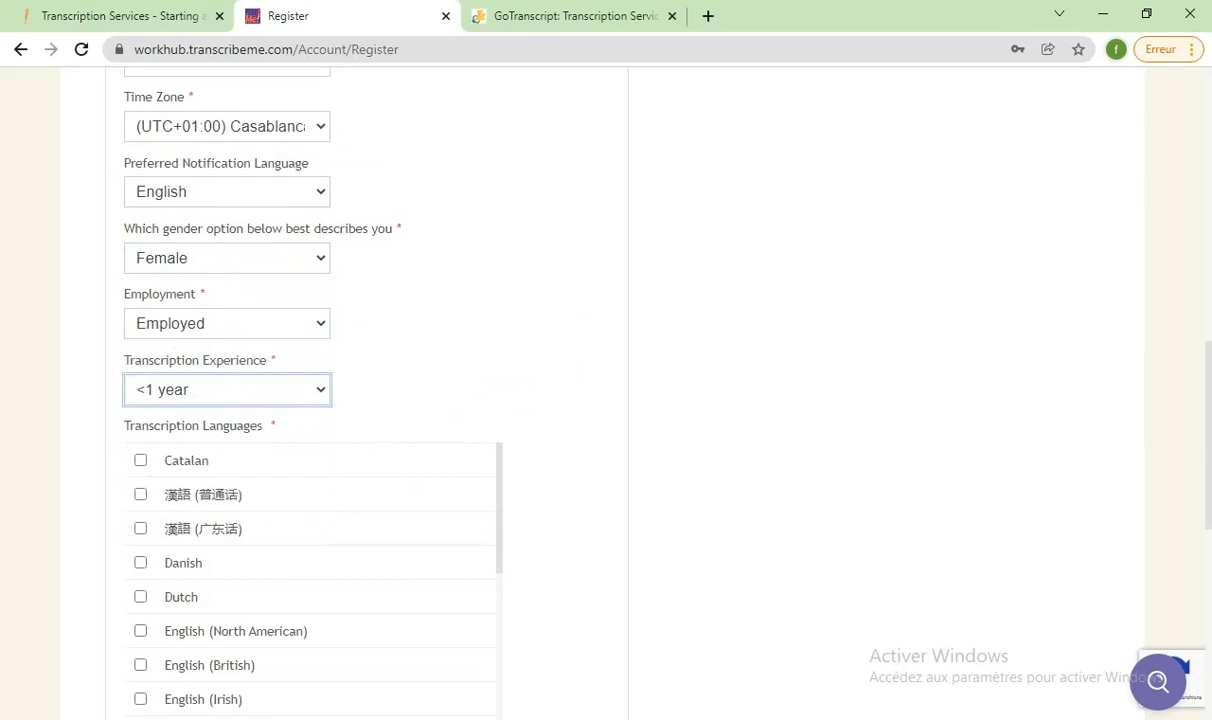 Transcription Services - Starting a
Register
GoTranscript: Transcription Servic
workhub.transcribeme.com/Account/Register
f
Erreur
Time Zone *
(UTC+01:00) Casablanca
Preferred Notification Language
English
Which gender option below best describes you *
Female
Employment *
Employed
Transcription Experience *
<1 year
Transcription Languages *
Catalan
漢語 (普通话)
漢語 (广东话)
Danish
Dutch
English (North American)
English (British)
English (Irish)
Activer Windows
Accédez aux paramètres pour activer Windows